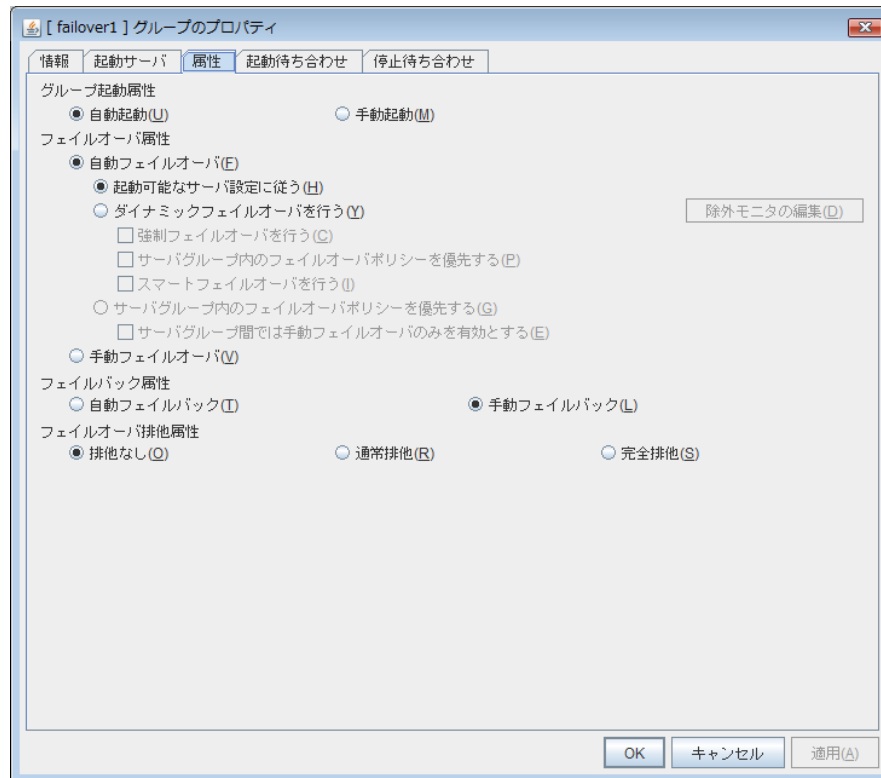 [ failover1 ] グループのプロパティ
情報 起動サーバ 属性 起動待ち合わせ 停止待ち合わせ
グループ起動属性
自動起動(U) 手動起動(M)
フェイルオーバ属性
自動フェイルオーバ(F)
起動可能なサーバ設定に従う(H)
ダイナミックフェイルオーバを行う(Y) 除外モニタの編集(D)
強制フェイルオーバを行う(C)
サーバグループ内のフェイルオーバポリシーを優先する(P)
スマートフェイルオーバを行う(I)
サーバグループ内のフェイルオーバポリシーを優先する(G)
サーバグループ間では手動フェイルオーバのみを有効とする(E)
手動フェイルオーバ(V)
フェイルバック属性
自動フェイルバック(T) 手動フェイルバック(L)
フェイルオーバ排他属性
排他なし(O) 通常排他(R) 完全排他(S)
OK キャンセル 適用(A)